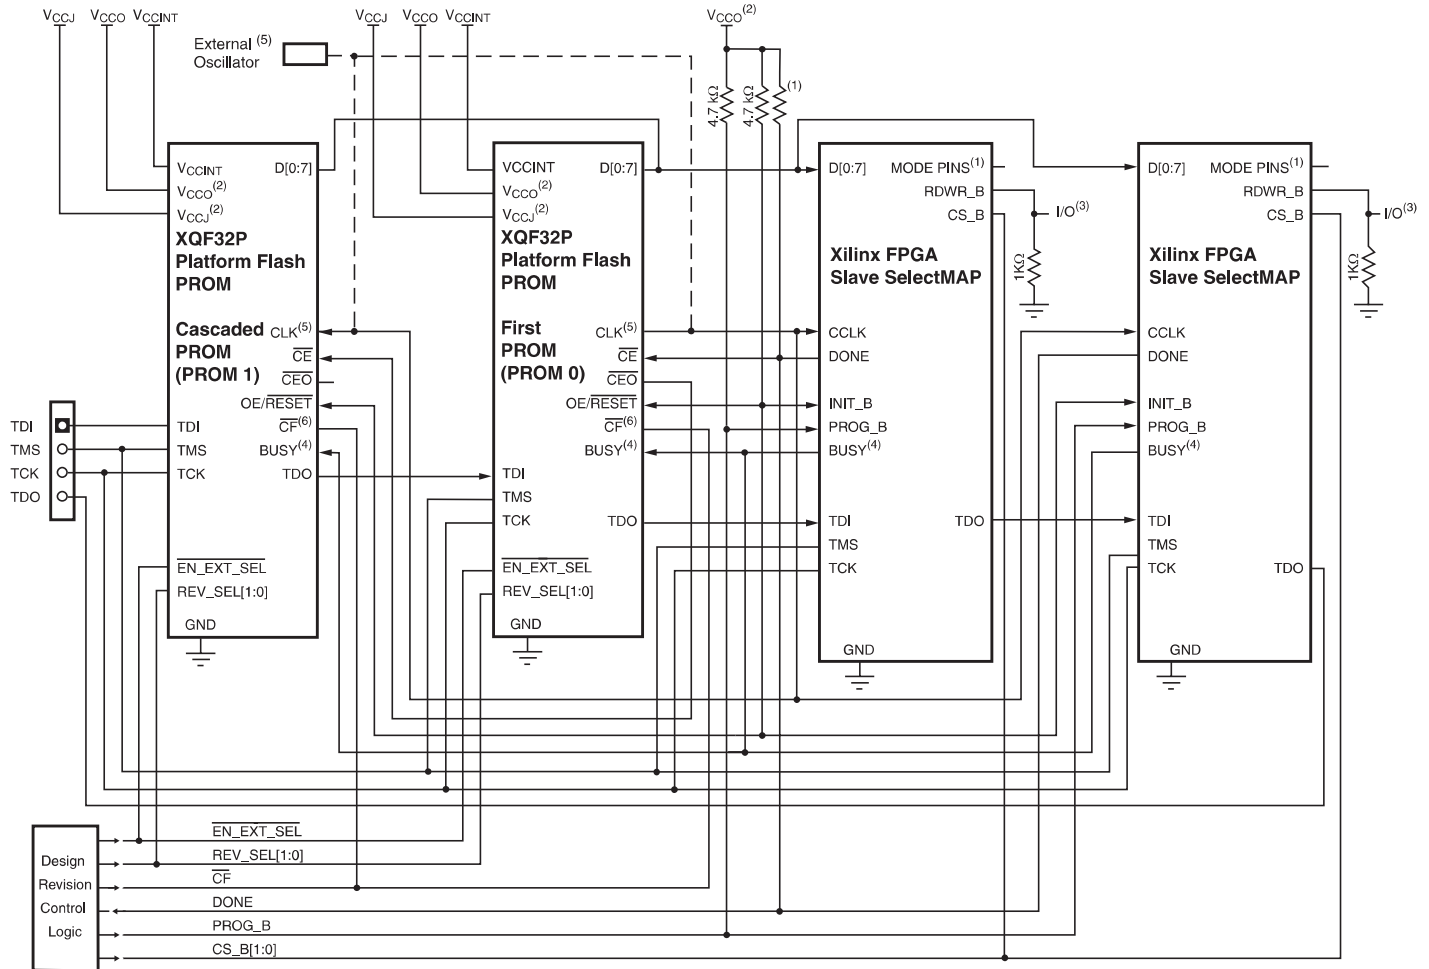 VCCJ VCCO VCCINT
VCCJ VCCO VCCINT
VCCO(2)
External (5)
Oscillator
4.7 kΩ
4.7 kΩ
(1)
VCCINT
VCCO(2)
VCCJ(2)
D[0:7]
XQF32P
Platform Flash
PROM
Cascaded
PROM
(PROM 1)
CLK(5)
CE
CEO
OE/RESET
CF(6)
BUSY(4)
TDO
TDI
TMS
TCK
EN_EXT_SEL
REV_SEL[1:0]
GND
TDI
TMS
TCK
TDO
VCCINT
VCCO(2)
VCCJ(2)
D[0:7]
XQF32P
Platform Flash
PROM
First
PROM
(PROM 0)
CLK(5)
CE
CEO
OE/RESET
CF(6)
BUSY(4)
TDI
TMS
TCK
TDO
EN_EXT_SEL
REV_SEL[1:0]
GND
D[0:7]
MODE PINS(1)
RDWR_B
CS_B
I/O(3)
1KΩ
Xilinx FPGA
Slave SelectMAP
CCLK
DONE
INIT_B
PROG_B
BUSY(4)
TDI
TMS
TCK
TDO
GND
D[0:7]
MODE PINS(1)
RDWR_B
CS_B
I/O(3)
1KΩ
Xilinx FPGA
Slave SelectMAP
CCLK
DONE
INIT_B
PROG_B
BUSY(4)
TDI
TMS
TCK
TDO
GND
Design
Revision
Control
Logic
EN_EXT_SEL
REV_SEL[1:0]
CF
DONE
PROG_B
CS_B[1:0]